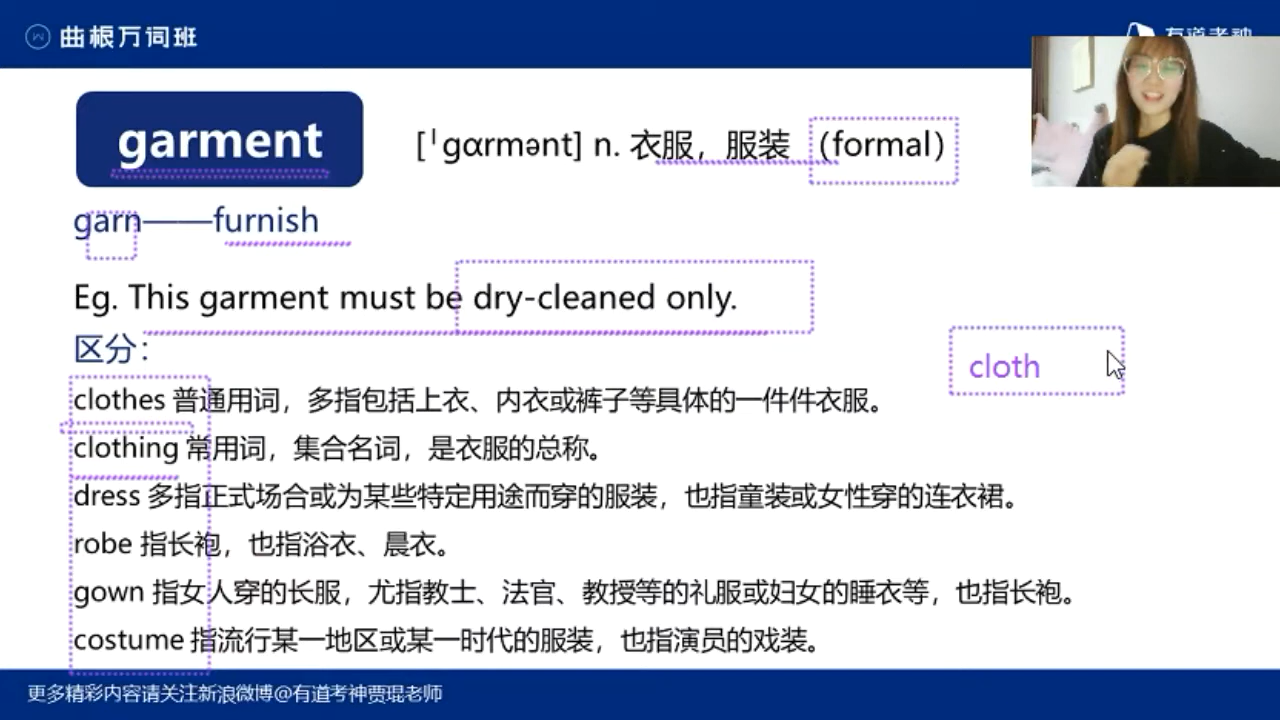 曲根万词班
有道考神
garment
[ˈgɑrmənt] n. 衣服，服装 （formal）
garn——furnish
Eg. This garment must be dry-cleaned only.
区分：
cloth
clothes 普通用词，多指包括上衣、内衣或裤子等具体的一件件衣服。
clothing 常用词，集合名词，是衣服的总称。
dress 多指正式场合或为某些特定用途而穿的服装，也指童装或女性穿的连衣裙。
robe 指长袍，也指浴衣、晨衣。
gown 指女人穿的长服，尤指教士、法官、教授等的礼服或妇女的睡衣等，也指长袍。
costume 指流行某一地区或某一时代的服装，也指演员的戏装。
更多精彩内容请关注新浪微博@有道考神贾琨老师